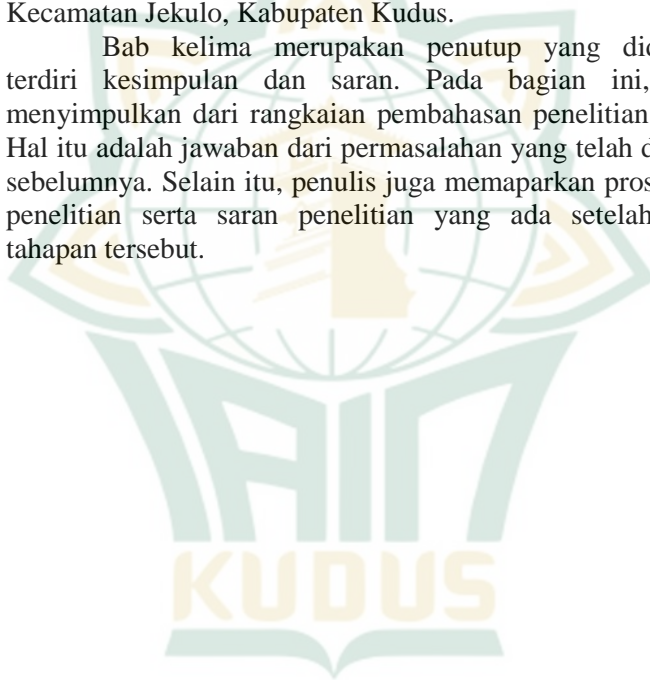 Kecamatan Jekulo, Kabupaten Kudus.
Bab kelima merupakan penutup yang
terdiri kesimpulan dan saran. Pada bagian ini,
menyimpulkan dari rangkaian pembahasan penelitian
Hal itu adalah jawaban dari permasalahan yang telah
sebelumnya. Selain itu, penulis juga memaparkan
penelitian serta saran penelitian yang ada setelah
tahapan tersebut.
IAIN
KUDUS